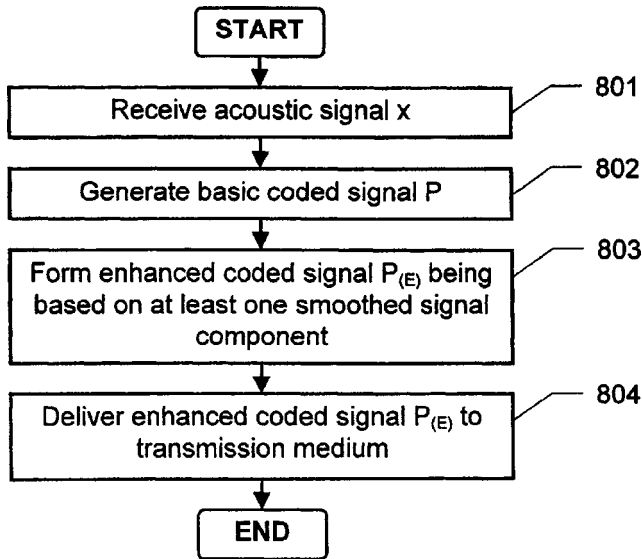 START
801
Receive acoustic signal x
802
Generate basic coded signal P
803
Form enhanced coded signal P(E) being
based on at least one smoothed signal
component
804
Deliver enhanced coded signal P(E) to
transmission medium
END